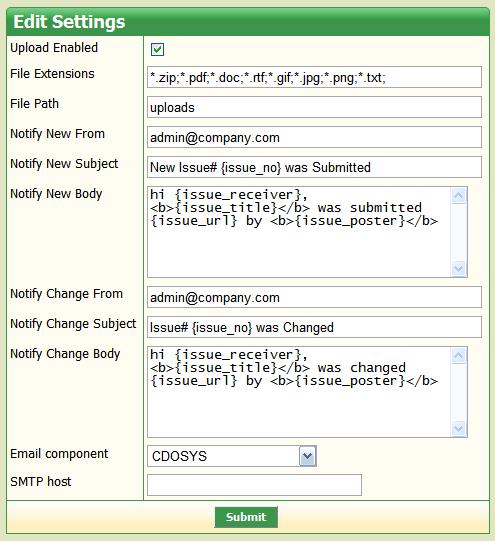 Edit Settings
Upload Enabled
File Extensions
*.zip;*.pdf;*.doc;*.rtf;*.gif;*.jpg;*.png;*.txt;
File Path
uploads
Notify New From
admin@company.com
Notify New Subject
New Issue# {issue_no} was Submitted
Notify New Body
hi {issue_receiver},
<b>{issue_title}</b> was submitted
{issue_url} by <b>{issue_poster}</b>
Notify Change From
admin@company.com
Notify Change Subject
Issue# {issue_no} was Changed
Notify Change Body
hi {issue_receiver},
<b>{issue_title}</b> was changed
{issue_url} by <b>{issue_poster}</b>
Email component
CDOSYS
SMTP host
Submit